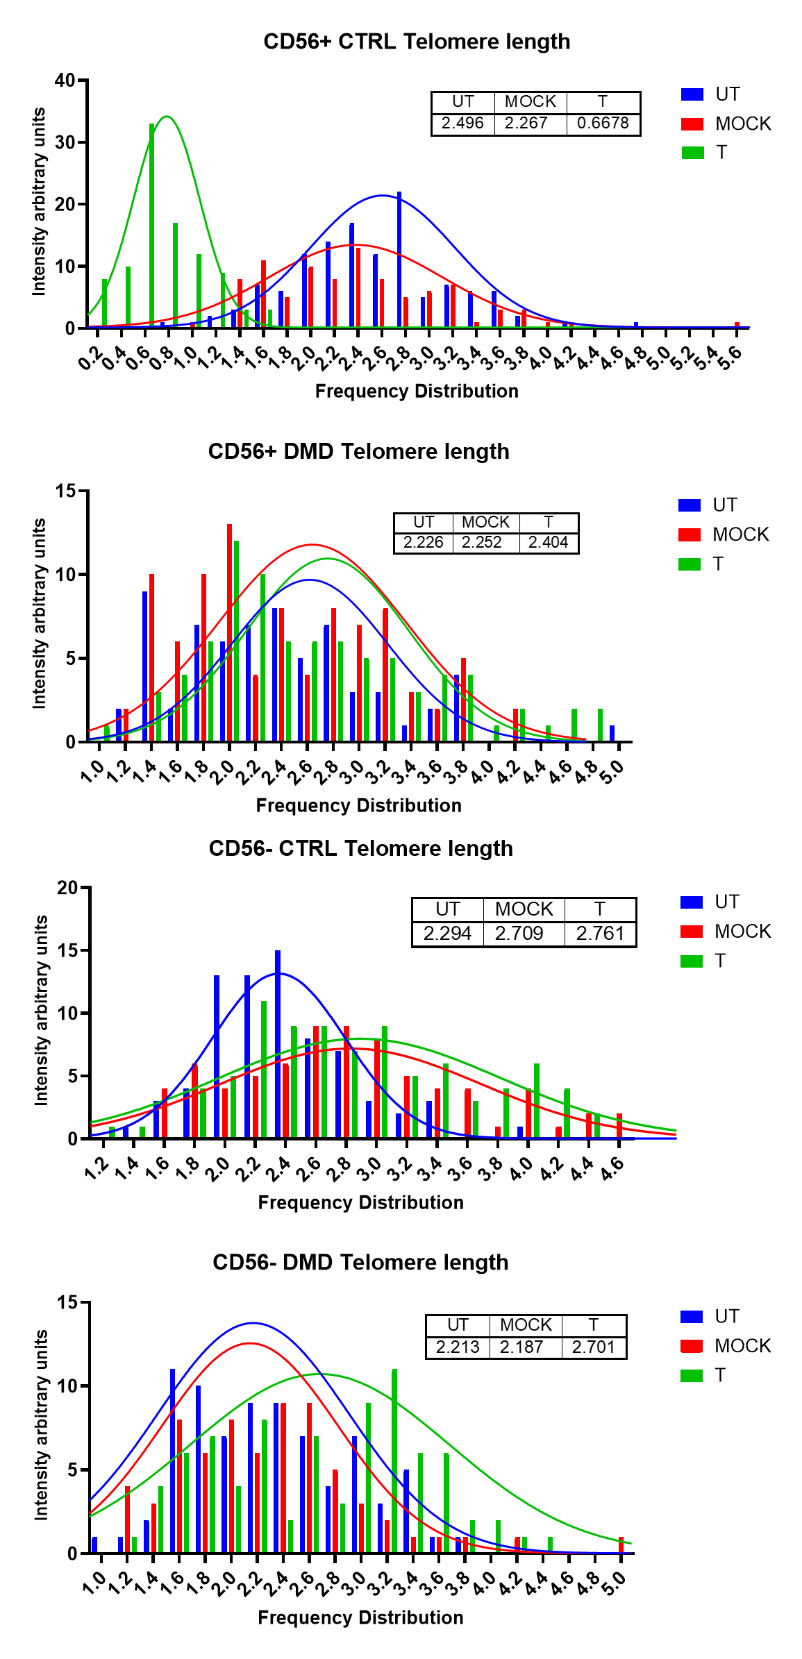 CD56+ CTRL Telomere length
40
30
20
10
0
Intensity arbitrary units
UT MOCK T
2.496 2.267 0.6678
UT
MOCK
T
0.2 0.4 0.6 0.8 1.0 1.2 1.4 1.6 1.8 2.0 2.2 2.4 2.6 2.8 3.0 3.2 3.4 3.6 3.8 4.0 4.2 4.4 4.6 4.8 5.0 5.2 5.4 5.6
Frequency Distribution
CD56+ DMD Telomere length
15
10
5
0
Intensity arbitrary units
UT MOCK T
2.226 2.252 2.404
UT
MOCK
T
1.0 1.2 1.4 1.6 1.8 2.0 2.2 2.4 2.6 2.8 3.0 3.2 3.4 3.6 3.8 4.0 4.2 4.4 4.6 4.8 5.0
Frequency Distribution
CD56- CTRL Telomere length
20
15
10
5
0
Intensity arbitrary units
UT MOCK T
2.294 2.709 2.761
UT
MOCK
T
1.2 1.4 1.6 1.8 2.0 2.2 2.4 2.6 2.8 3.0 3.2 3.4 3.6 3.8 4.0 4.2 4.4 4.6
Frequency Distribution
CD56- DMD Telomere length
15
10
5
0
Intensity arbitrary units
UT MOCK T
2.213 2.187 2.701
UT
MOCK
T
1.0 1.2 1.4 1.6 1.8 2.0 2.2 2.4 2.6 2.8 3.0 3.2 3.4 3.6 3.8 4.0 4.2 4.4 4.6 4.8 5.0
Frequency Distribution